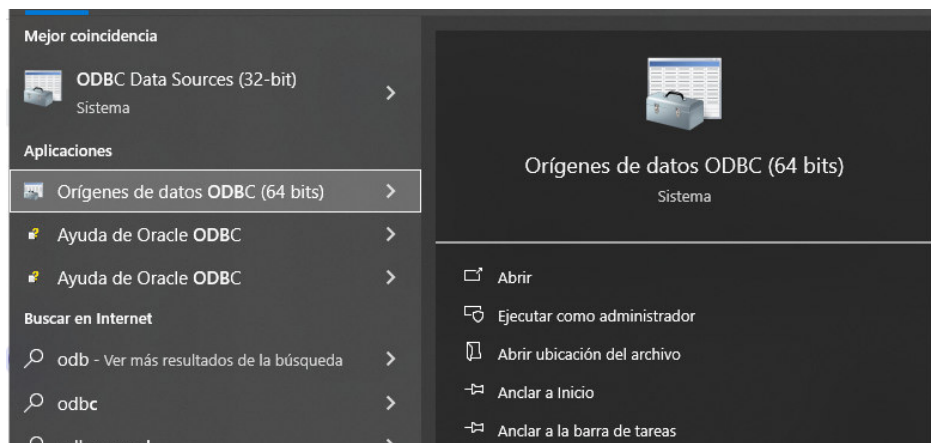 Mejor coincidencia
ODBC Data Sources (32-bit)
Sistema
Aplicaciones
Orígenes de datos ODBC (64 bits)
Ayuda de Oracle ODBC
Ayuda de Oracle ODBC
Buscar en Internet
odb - Ver más resultados de la búsqueda
odbc
Orígenes de datos ODBC (64 bits)
Sistema
Abrir
Ejecutar como administrador
Abrir ubicación del archivo
Anclar a Inicio
Anclar a la barra de tareas